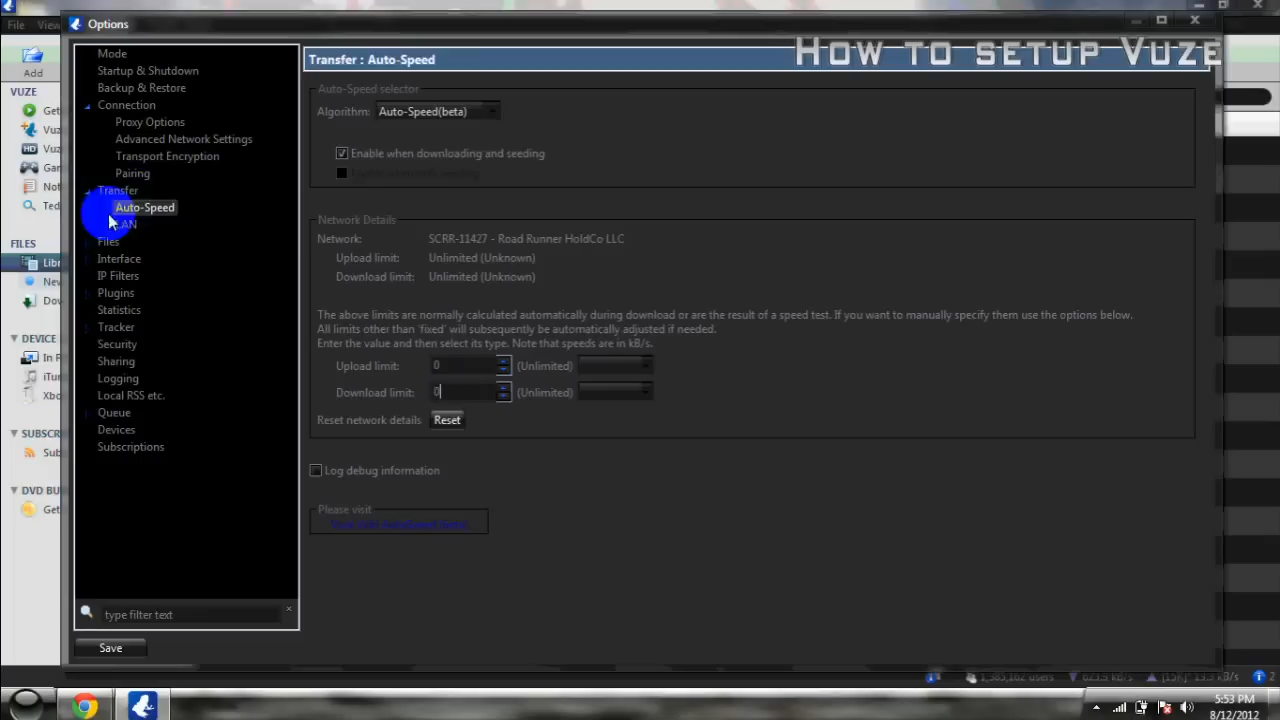 File View
Options
How to setup Vuze
Add
VUZE
FILES
DEVICE
SUBSCR
DVD BU
Mode
Startup & Shutdown
Backup & Restore
Connection
Proxy Options
Advanced Network Settings
Transport Encryption
Pairing
Transfer
Auto-Speed
LAN
Files
Interface
IP Filters
Plugins
Statistics
Tracker
Security
Sharing
Logging
Local RSS etc.
Queue
Devices
Subscriptions
type filter text
Save
Transfer : Auto-Speed
Auto-Speed selector
Algorithm: Auto-Speed(beta)
Enable when downloading and seeding
Network Details
Network: SCRR-11427 - Road Runner HoldCo LLC
Upload limit: Unlimited (Unknown)
Download limit: Unlimited (Unknown)
The above limits are normally calculated automatically during download or are the result of a speed test. If you want to manually specify them use the options below.
All limits other than 'fixed' will subsequently be automatically adjusted if needed.
Enter the value and then select its type. Note that speeds are in kB/s.
Upload limit: 0 (Unlimited)
Download limit: 0 (Unlimited)
Reset network details Reset
Log debug information
Please visit
5:53 PM
8/12/2012